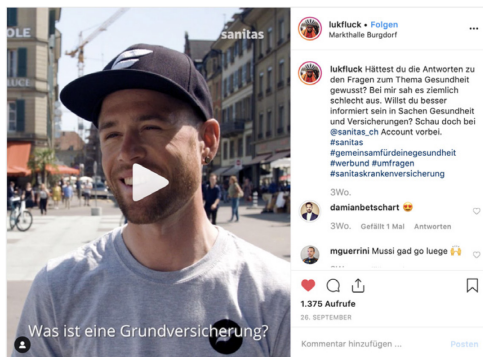 OLE
UCE
sanitas
Was ist eine Grundversicherung?
lukfluck • Folgen
Markthalle Burgdorf
lukfluck Hättest du die Antworten zu
den Fragen zum Thema Gesundheit
gewusst? Bei mir sah es ziemlich
schlecht aus. Willst du besser
informiert sein in Sachen Gesundheit
und Versicherungen? Schau doch bei
@sanitas_ch Account vorbei.
#sanitas
#gemeinsamfürdeinegesundheit
#werbund #umfragen
#sanitaskrankenversicherung
3Wo.
damianbetschart 😍
3Wo. Gefällt 1 Mal Antworten
mguerrini Mussi gad go luege 🙌
1.375 Aufrufe
26. SEPTEMBER
Kommentar hinzufügen ...
Posten